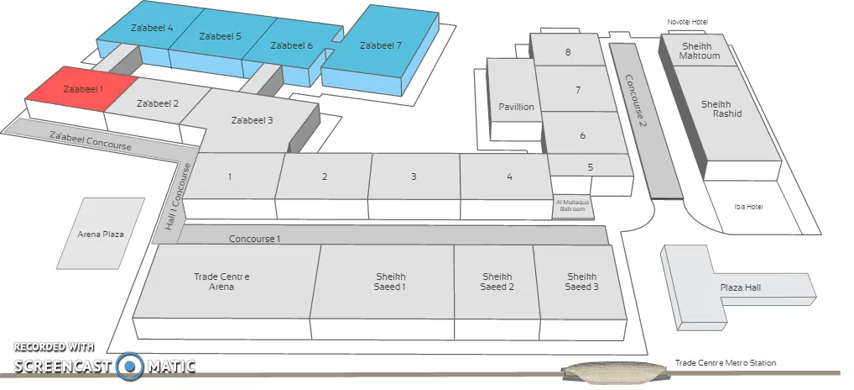 Za'abeel 4
Za'abeel 5
Za'abeel 6
Za'abeel 7
Za'abeel 1
Za'abeel 2
Za'abeel 3
Za'abeel Concourse
Hall 1 Concourse
Arena Plaza
1
2
3
4
5
6
7
8
Pavillion
Al Multaqua
Ballroom
Concourse 1
Concourse 2
Novotel Hotel
Sheikh
Maktoum
Sheikh
Rashid
Ibis Hotel
Trade Centre
Arena
Sheikh
Saeed 1
Sheikh
Saeed 2
Sheikh
Saeed 3
Plaza Hall
Trade Centre Metro Station
RECORDED WITH
SCREENCAST MATIC